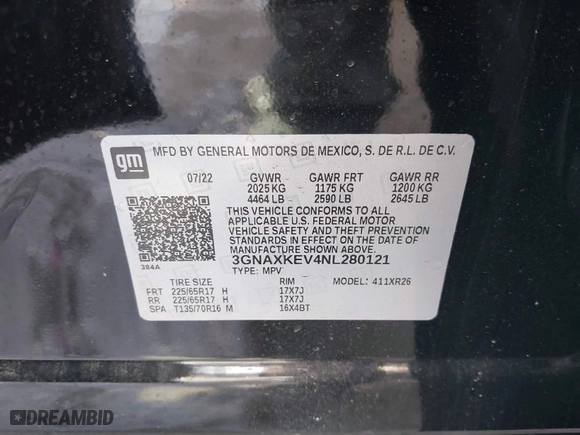 gm MFD BY GENERAL MOTORS DE MEXICO, S. DE R.L. DE C.V.
07/22 GVWR GAWR FRT GAWR RR
2025 KG 1175 KG 1200 KG
4464 LB 2590 LB 2645 LB
THIS VEHICLE CONFORMS TO ALL
APPLICABLE U.S. FEDERAL MOTOR
VEHICLE SAFETY AND THEFT PREVENTION
STANDARDS IN EFFECT ON THE DATE
OF MANUFACTURE SHOWN ABOVE.
3GNAXKEV4NL280121
394A TYPE: MPV
TIRE SIZE RIM MODEL: 411XR26
FRT 225/65R17 H 17X7J
RR 225/65R17 H 17X7J
SPA T135/70R16 M 16X4BT
DREAMBID